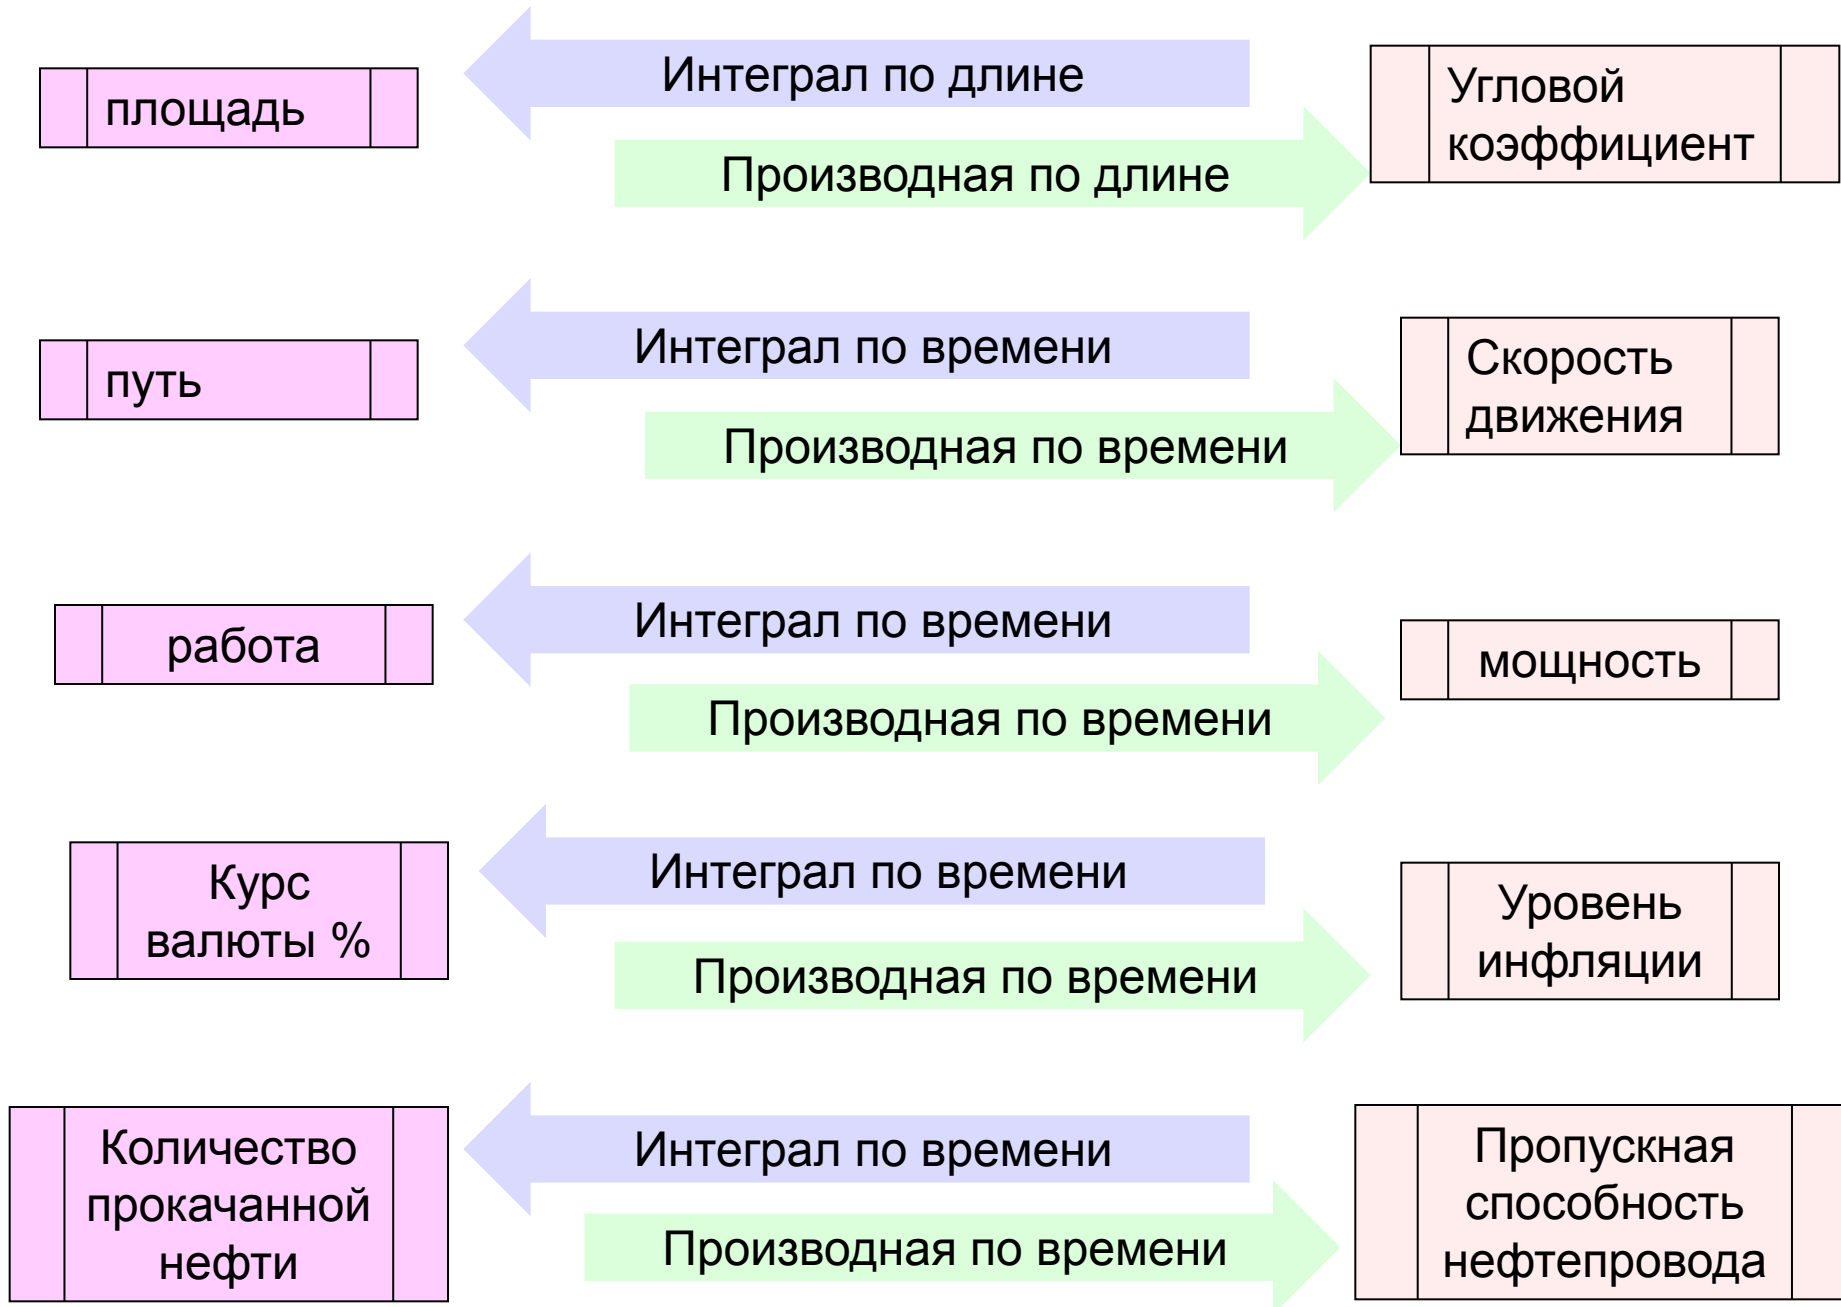 площадь
Интеграл по длине
Производная по длине
Угловой
коэффициент
путь
Интеграл по времени
Производная по времени
Скорость
движения
работа
Интеграл по времени
Производная по времени
мощность
Курс
валюты %
Интеграл по времени
Производная по времени
Уровень
инфляции
Количество
прокачанной
нефти
Интеграл по времени
Производная по времени
Пропускная
способность
нефтепровода